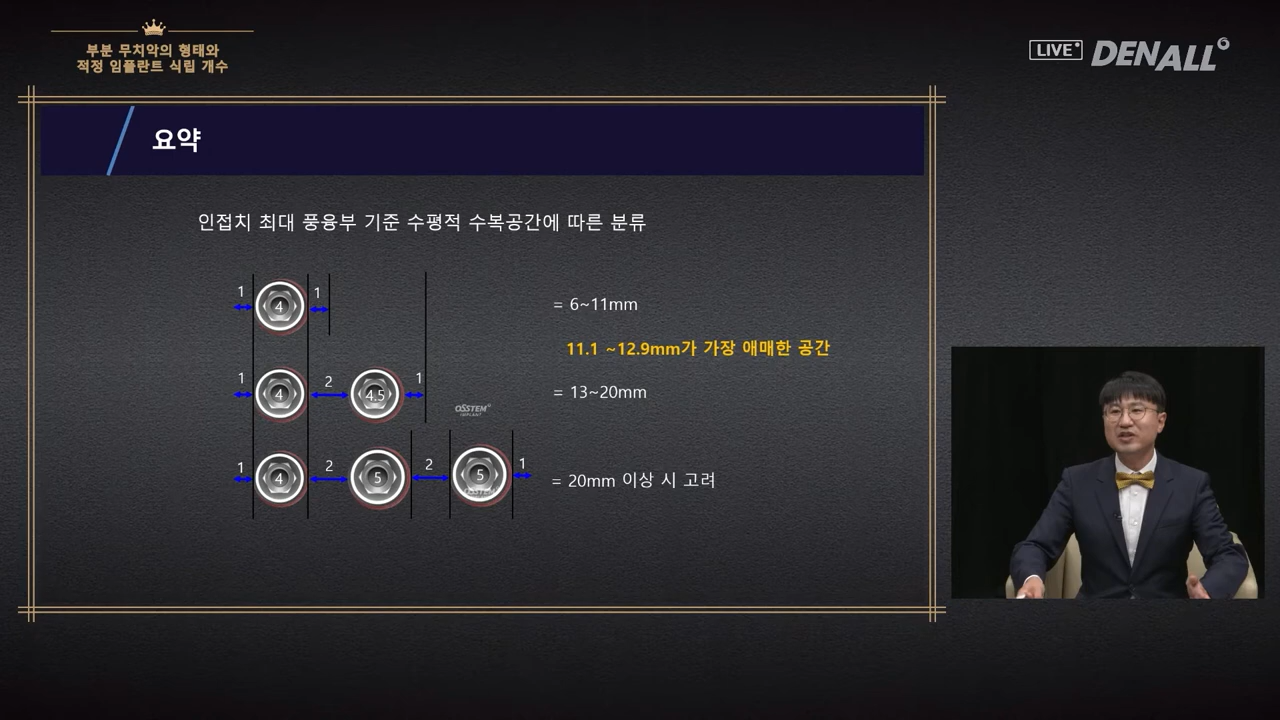 부분 무치악의 형태와
적정 임플란트 식립 개수
LIVE DENALL
요약
인접치 최대 풍융부 기준 수평적 수복공간에 따른 분류
1 4 1 = 6~11mm
11.1 ~12.9mm가 가장 애매한 공간
1 4 2 4.5 1 = 13~20mm
OSSTEM
IMPLANT
1 4 2 5 2 5 1 = 20mm 이상 시 고려